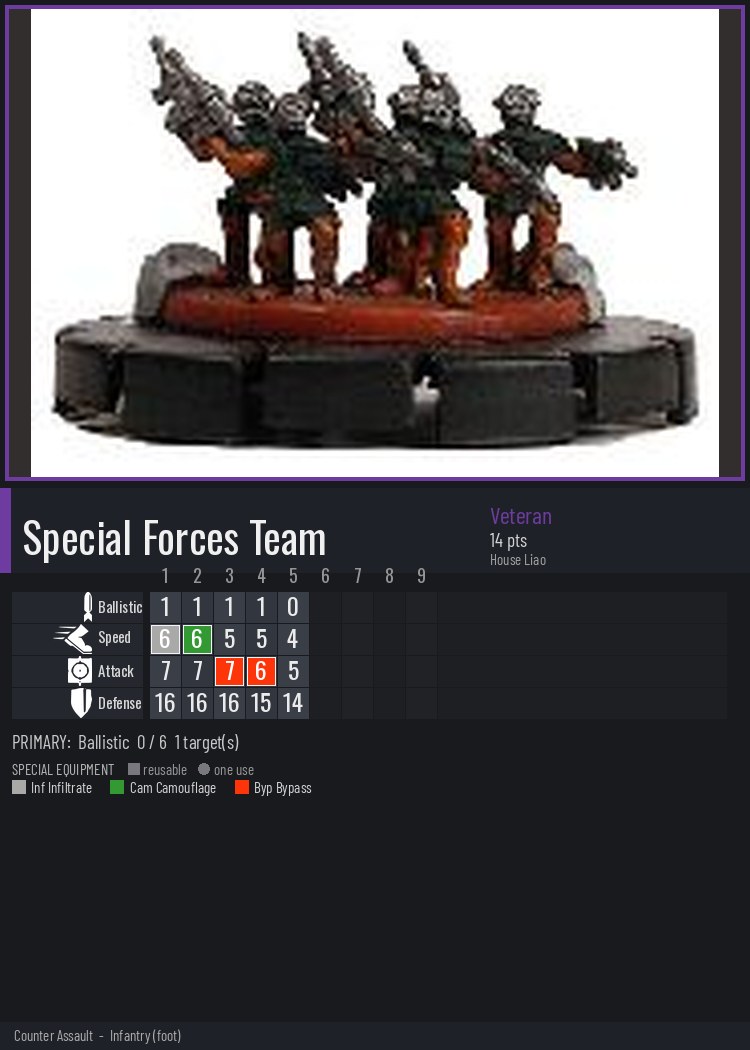 Special Forces Team
Veteran
14 pts
House Liao
1 2 3 4 5 6 7 8 9
Ballistic 1 1 1 1 0
Speed 6 6 5 5 4
Attack 7 7 7 6 5
Defense 16 16 16 15 14
PRIMARY: Ballistic 0 / 6 1 target(s)
SPECIAL EQUIPMENT reusable one use
Inf Infiltrate Cam Camouflage Byp Bypass
Counter Assault - Infantry (foot)